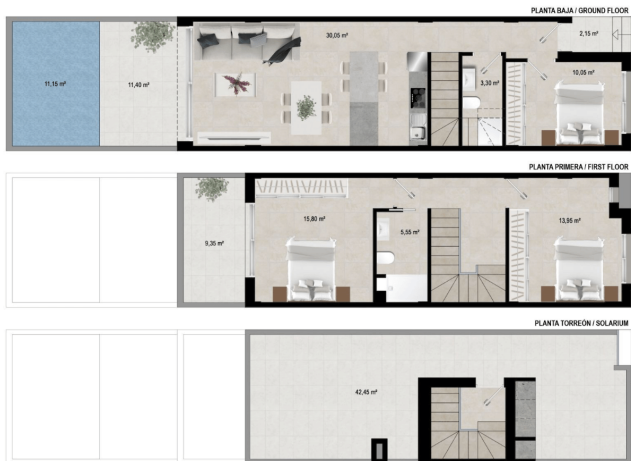 PLANTA BAJA / GROUND FLOOR
30,05 m²
2,15 m²
11,15 m²
11,40 m²
3,30 m²
10,05 m²
PLANTA PRIMERA / FIRST FLOOR
15,80 m²
13,95 m²
5,55 m²
9,35 m²
PLANTA TORREÓN / SOLARIUM
42,45 m²